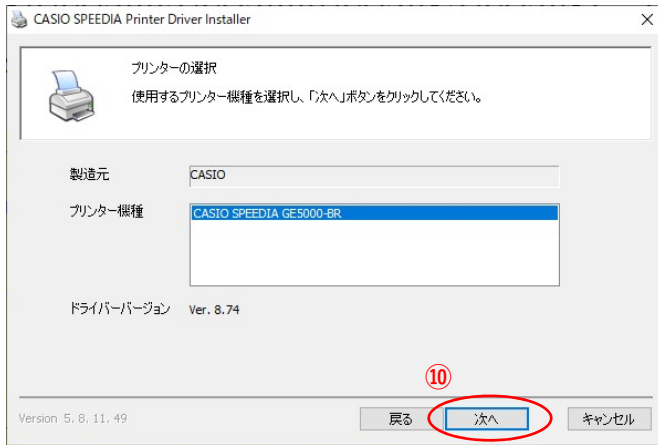 CASIO SPEEDIA Printer Driver Installer
プリンターの選択
使用するプリンター機種を選択し、「次へ」ボタンをクリックしてください。
製造元 CASIO
プリンター機種 CASIO SPEEDIA GE5000-BR
ドライバーバージョン Ver. 8.74
⑩
Version 5. 8. 11. 49 戻る 次へ キャンセル